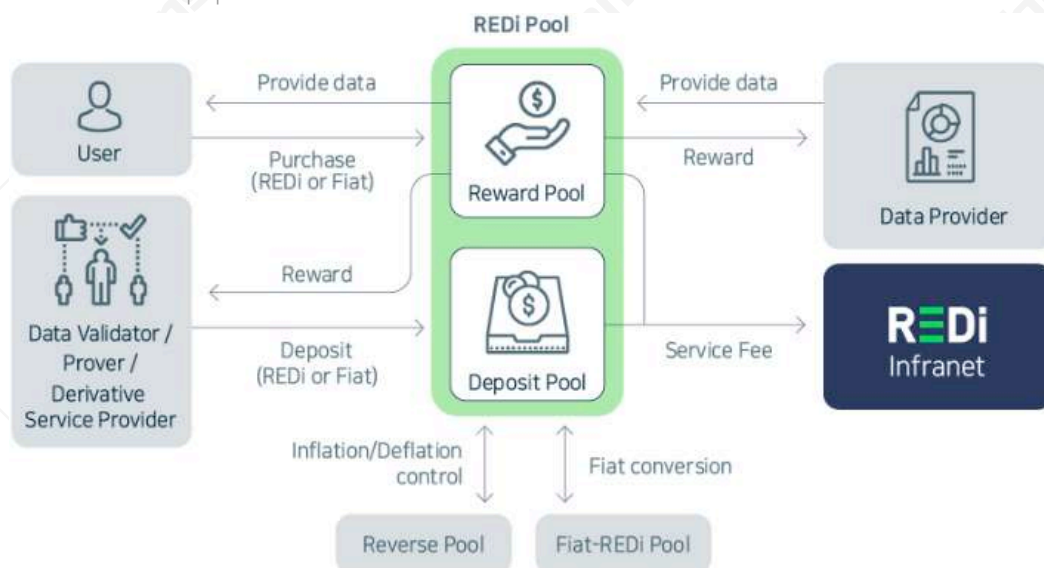 REDi Pool
Provide data
User
Purchase
(REDi or Fiat)
Reward Pool
Provide data
Reward
Data Provider
Reward
Data Validator /
Prover /
Derivative
Service Provider
Deposit
(REDi or Fiat)
Deposit Pool
Service Fee
REDi
Infranet
Inflation/Deflation
control
Fiat conversion
Reverse Pool
Fiat-REDi Pool